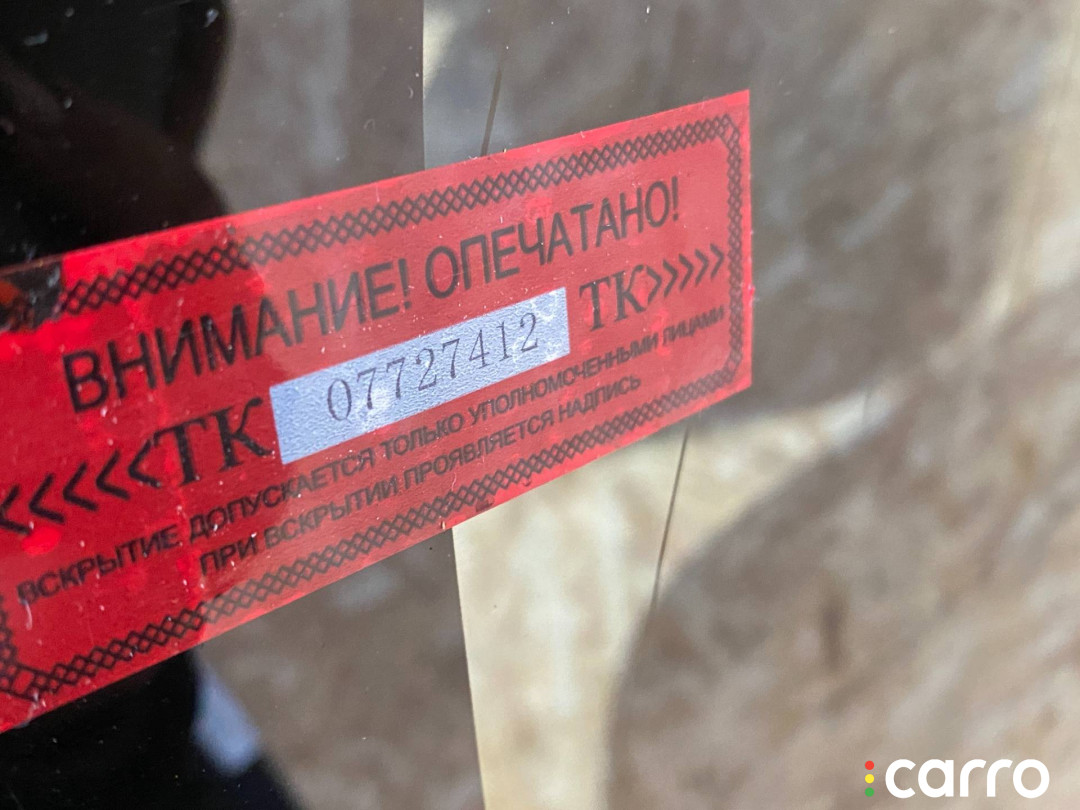 ВНИМАНИЕ! ОПЕЧАТАНО!
<<<<<ТК 07727412 ТК>>>>>
ВСКРЫТИЕ ДОПУСКАЕТСЯ ТОЛЬКО УПОЛНОМОЧЕННЫМИ ЛИЦАМИ
ПРИ ВСКРЫТИИ ПРОЯВЛЯЕТСЯ НАДПИСЬ
carro